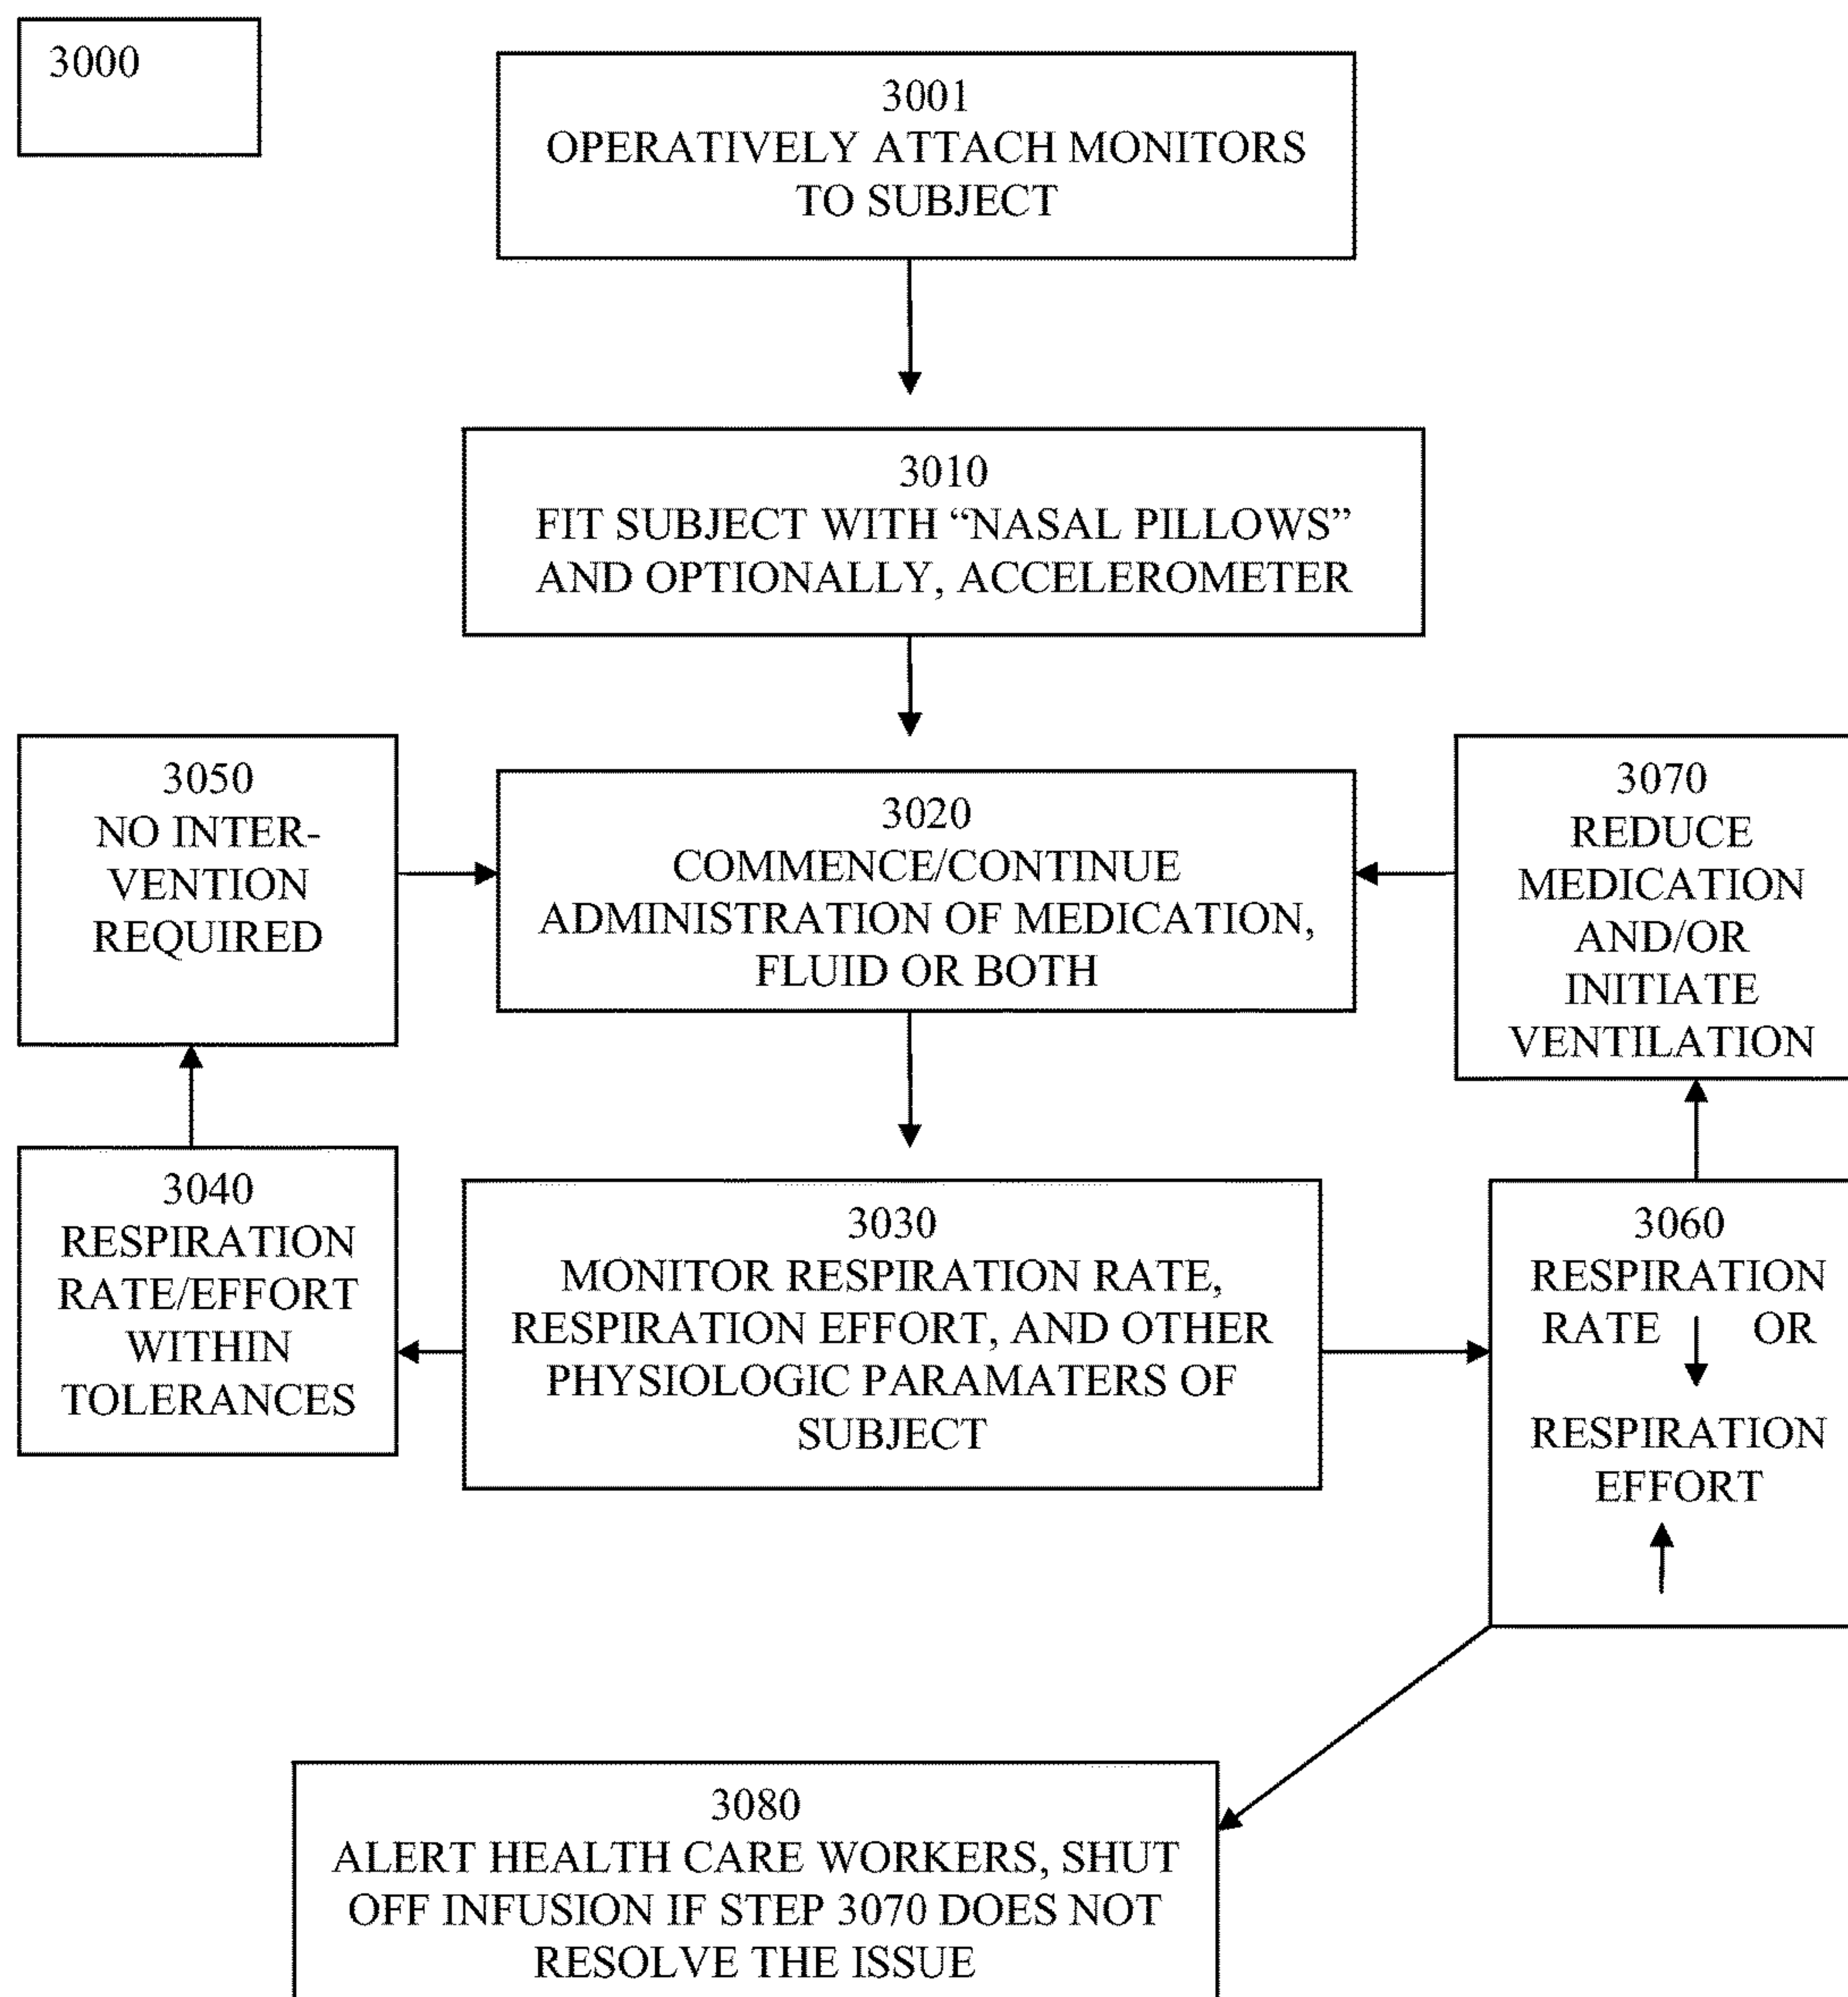 3000
3001
OPERATIVELY ATTACH MONITORS
TO SUBJECT
3010
FIT SUBJECT WITH “NASAL PILLOWS”
AND OPTIONALLY, ACCELEROMETER
3050
NO INTER-
VENTION
REQUIRED
3020
COMMENCE/CONTINUE
ADMINISTRATION OF MEDICATION,
FLUID OR BOTH
3070
REDUCE
MEDICATION
AND/OR
INITIATE
VENTILATION
3040
RESPIRATION
RATE/EFFORT
WITHIN
TOLERANCES
3030
MONITOR RESPIRATION RATE,
RESPIRATION EFFORT, AND OTHER
PHYSIOLOGIC PARAMATERS OF
SUBJECT
3060
RESPIRATION
RATE ↓ OR
RESPIRATION
EFFORT
↑
3080
ALERT HEALTH CARE WORKERS, SHUT
OFF INFUSION IF STEP 3070 DOES NOT
RESOLVE THE ISSUE